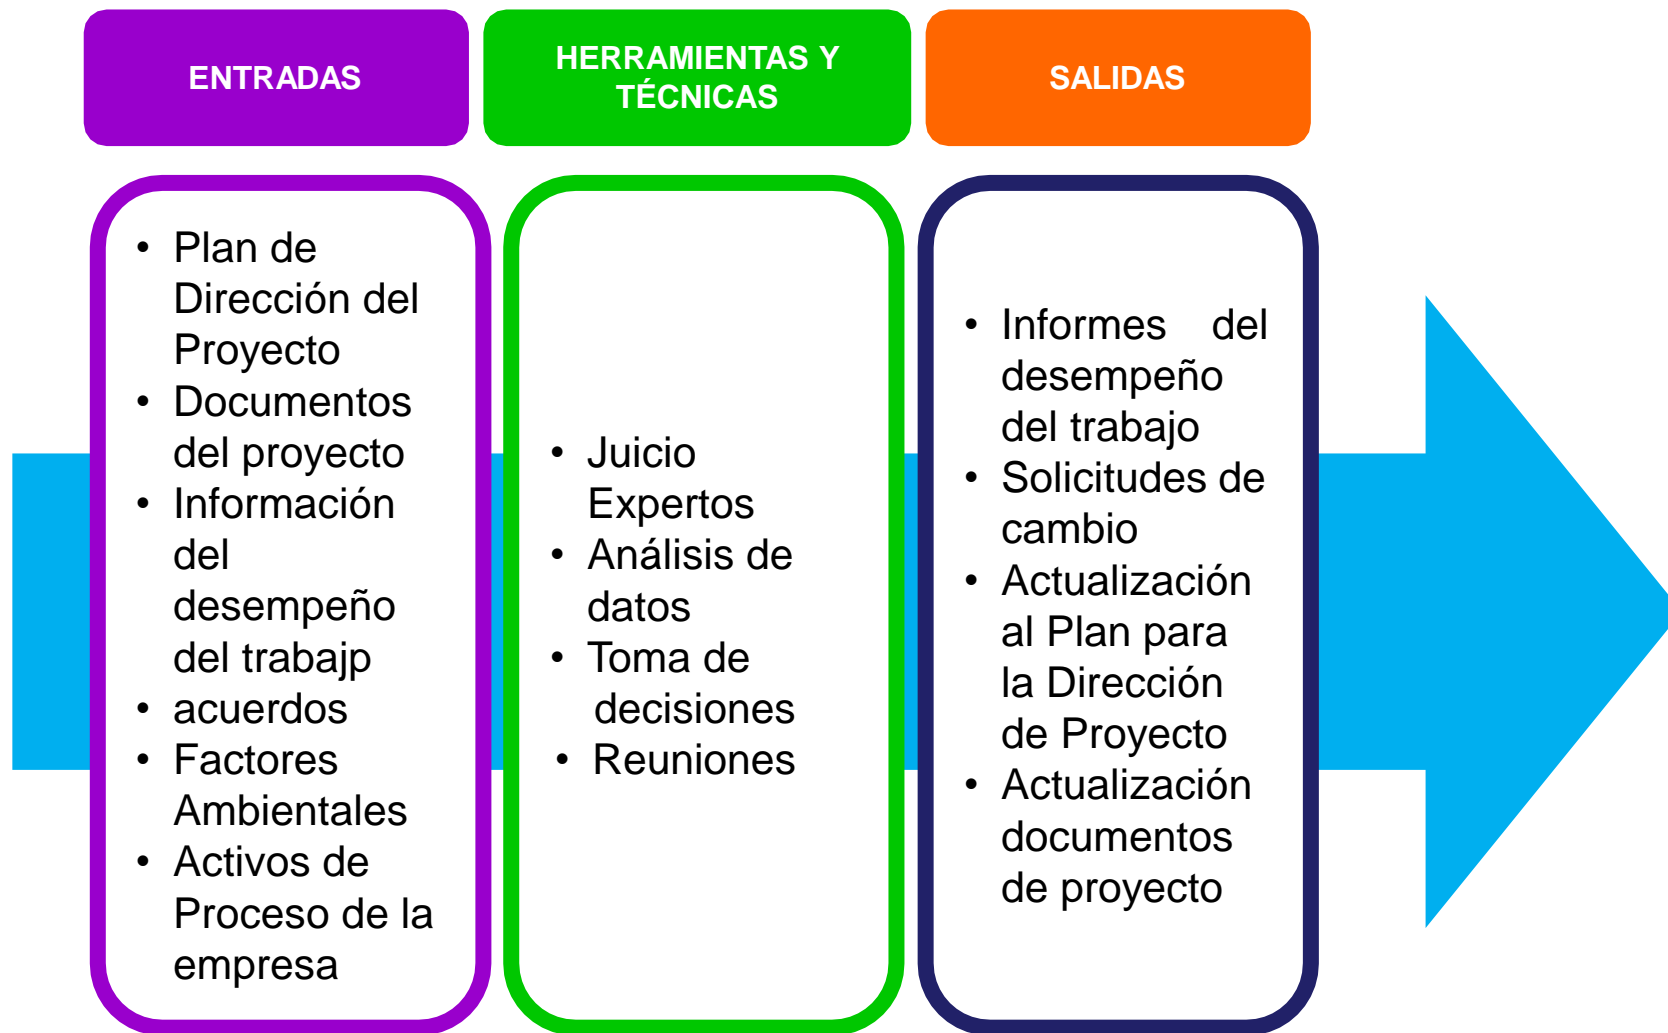 ENTRADAS
HERRAMIENTAS Y
TÉCNICAS
SALIDAS
• Plan de
Dirección del
Proyecto
• Documentos
del proyecto
• Información
del
desempeño
del trabajp
• acuerdos
• Factores
Ambientales
• Activos de
Proceso de la
empresa
• Juicio
Expertos
• Análisis de
datos
• Toma de
decisiones
• Reuniones
• Informes del
desempeño
del trabajo
• Solicitudes de
cambio
• Actualización
al Plan para
la Dirección
de Proyecto
• Actualización
documentos
de proyecto